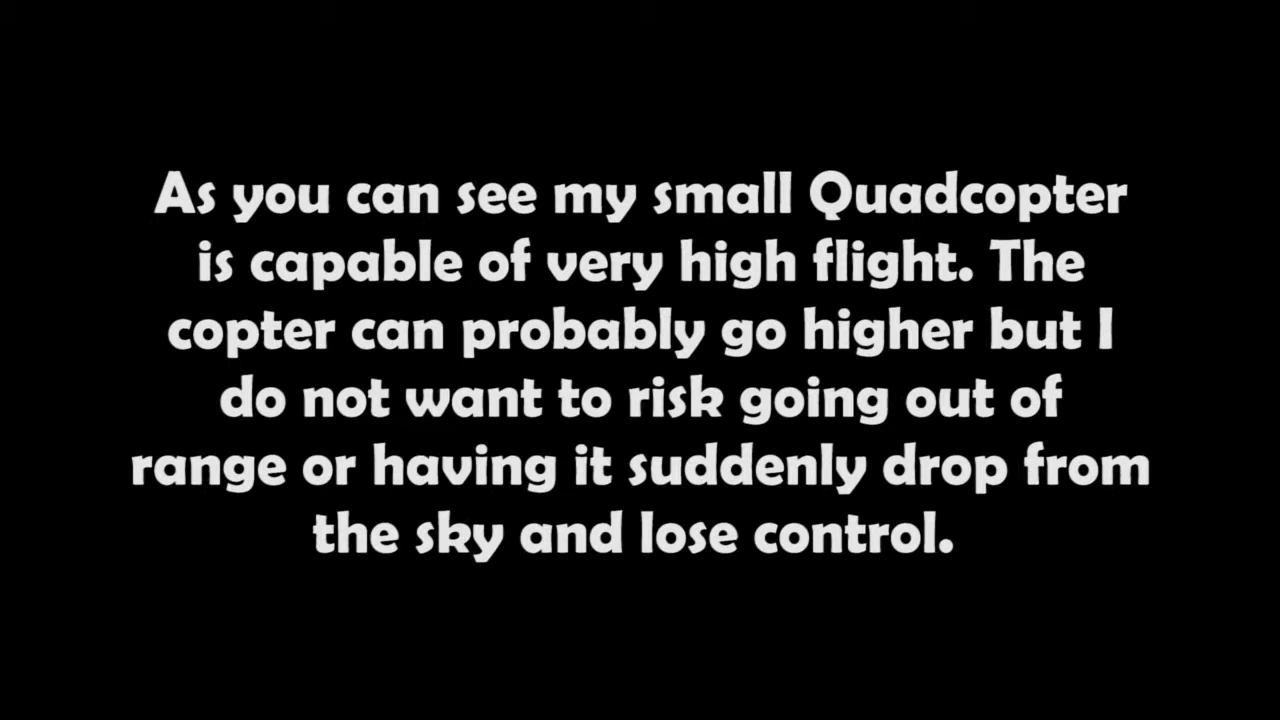 As you can see my small Quadcopter
is capable of very high flight. The
copter can probably go higher but I
do not want to risk going out of
range or having it suddenly drop from
the sky and lose control.